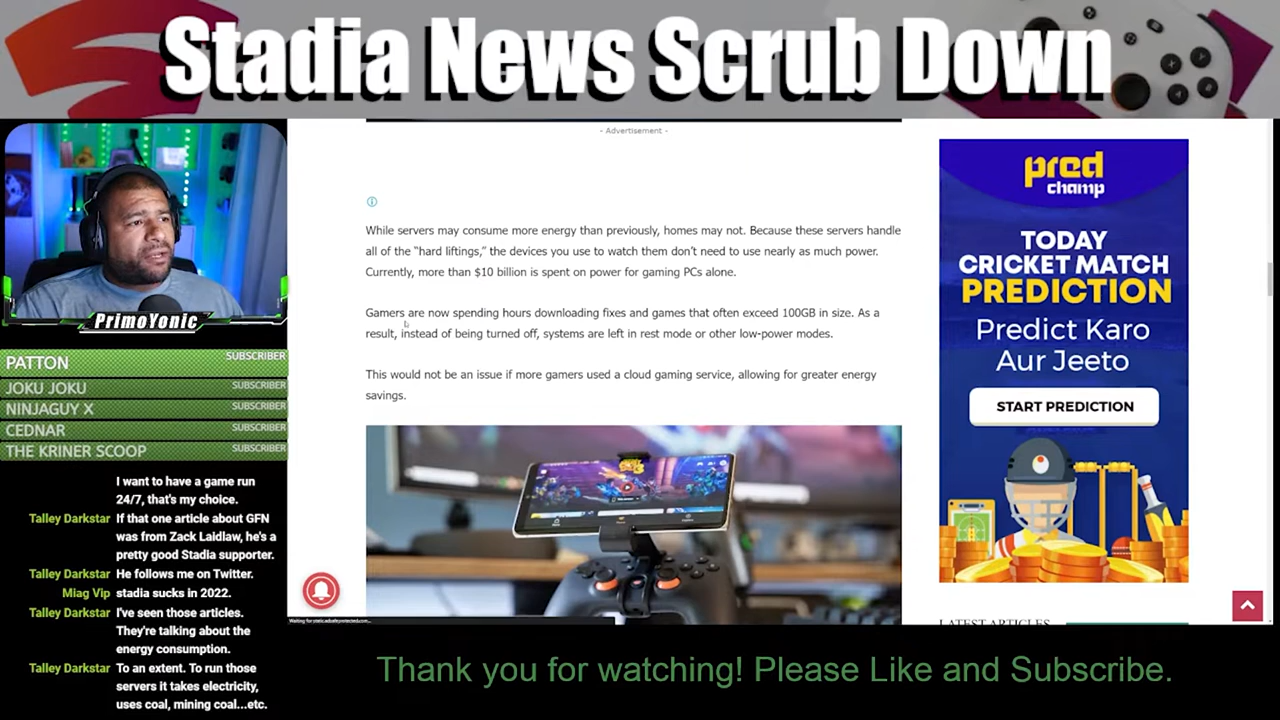 Stadia News Scrub Down
- Advertisement -
While servers may consume more energy than previously, homes may not. Because these servers handle
all of the “hard liftings,” the devices you use to watch them don’t need to use nearly as much power.
Currently, more than $10 billion is spent on power for gaming PCs alone.
Gamers are now spending hours downloading fixes and games that often exceed 100GB in size. As a
result, instead of being turned off, systems are left in rest mode or other low-power modes.
This would not be an issue if more gamers used a cloud gaming service, allowing for greater energy
savings.
pred
champ
TODAY
CRICKET MATCH
PREDICTION
Predict Karo
Aur Jeeto
START PREDICTION
LATEST ARTICLES
PrimoYonic
PATTON SUBSCRIBER
JOKU JOKU SUBSCRIBER
NINJAGUY X SUBSCRIBER
CEDNAR SUBSCRIBER
THE KRINER SCOOP SUBSCRIBER
I want to have a game run
24/7, that's my choice.
Talley Darkstar If that one article about GFN
was from Zack Laidlaw, he's a
pretty good Stadia supporter.
Talley Darkstar He follows me on Twitter.
Miag Vip stadia sucks in 2022.
Talley Darkstar I've seen those articles.
They're talking about the
energy consumption.
Talley Darkstar To an extent. To run those
servers it takes electricity,
uses coal, mining coal...etc.
Thank you for watching! Please Like and Subscribe.